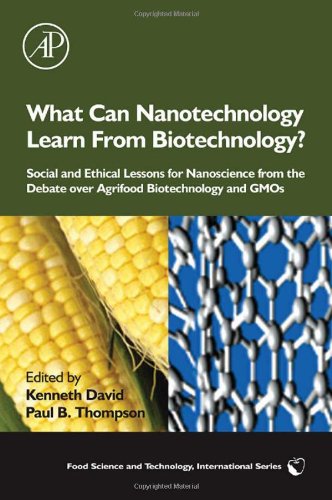 AP
What Can Nanotechnology
Learn From Biotechnology?
Social and Ethical Lessons for Nanoscience from the
Debate over Agrifood Biotechnology and GMOs
Edited by
Kenneth David
Paul B. Thompson
Food Science and Technology, International Series